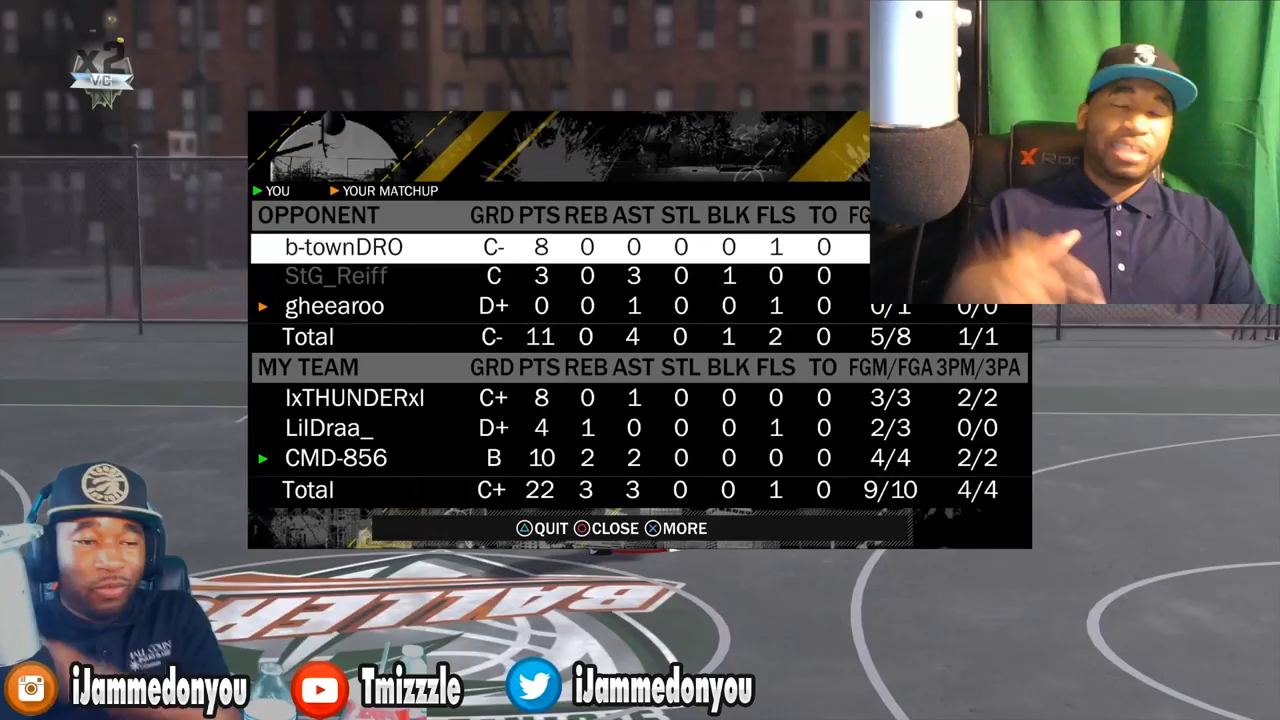 x2
VC
YOU YOUR MATCHUP
OPPONENT GRD PTS REB AST STL BLK FLS TO FG
b-townDRO C- 8 0 0 0 0 1 0
StG_Reiff C 3 0 3 0 1 0 0
gheearoo D+ 0 0 1 0 0 1 0 0/1 0/0
Total C- 11 0 4 0 1 2 0 5/8 1/1
MY TEAM GRD PTS REB AST STL BLK FLS TO FGM/FGA 3PM/3PA
IxTHUNDERxI C+ 8 0 1 0 0 0 0 3/3 2/2
LilDraa_ D+ 4 1 0 0 0 1 0 2/3 0/0
CMD-856 B 10 2 2 0 0 0 0 4/4 2/2
Total C+ 22 3 3 0 0 1 0 9/10 4/4
QUIT CLOSE MORE
BALLERS
iJammedonyou Tmizzzle iJammedonyou